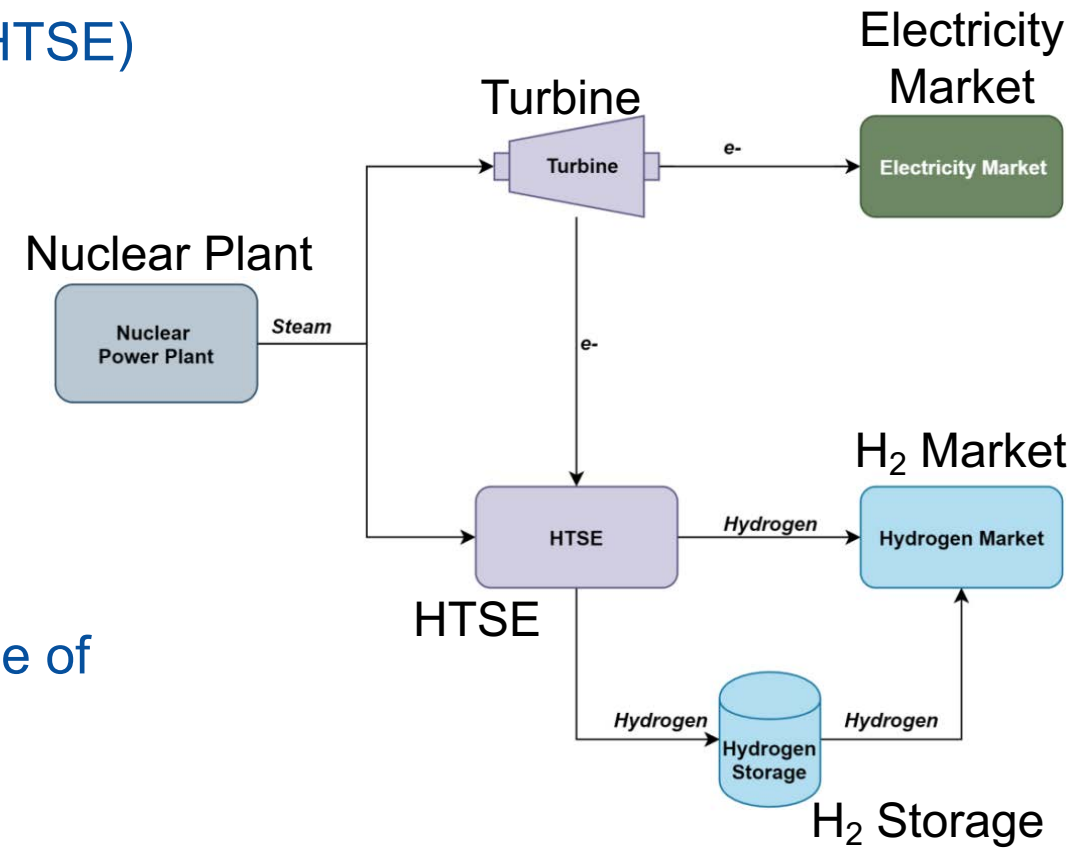 HTSE)
Electricity
Market
Turbine
Turbine
e-
Electricity Market
Nuclear Plant
Nuclear
Power Plant
Steam
e-
H₂ Market
HTSE
Hydrogen
Hydrogen Market
HTSE
e of
Hydrogen
Hydrogen
Storage
Hydrogen
H₂ Storage